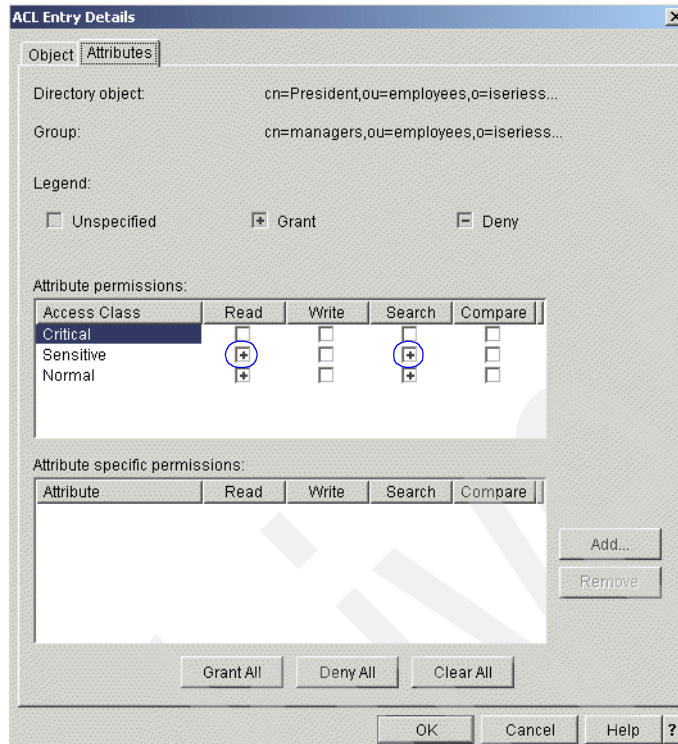 ACL Entry Details
Object Attributes
Directory object: cn=President,ou=employees,o=iseriess...
Group: cn=managers,ou=employees,o=iseriess...
Legend:
Unspecified Grant Deny
Attribute permissions:
Access Class Read Write Search Compare
Critical
Sensitive
Normal
Attribute specific permissions:
Attribute Read Write Search Compare
Add...
Remove
Grant All Deny All Clear All
OK Cancel Help ?